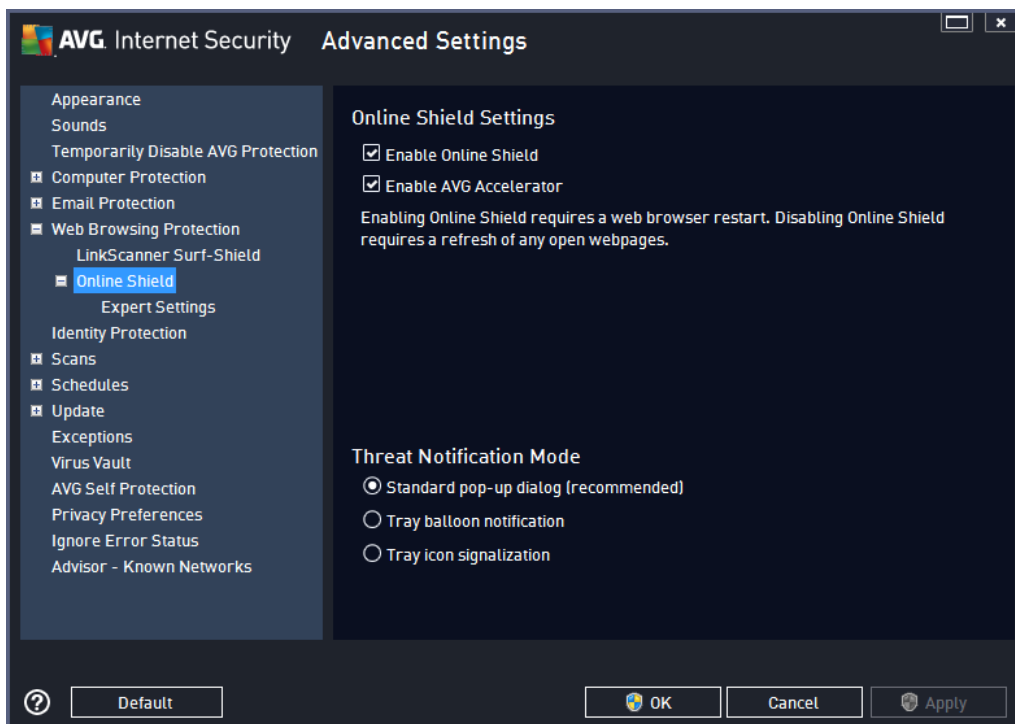 AVG. Internet Security Advanced Settings
Appearance
Sounds
Temporarily Disable AVG Protection
Computer Protection
Email Protection
Web Browsing Protection
LinkScanner Surf-Shield
Online Shield
Expert Settings
Identity Protection
Scans
Schedules
Update
Exceptions
Virus Vault
AVG Self Protection
Privacy Preferences
Ignore Error Status
Advisor - Known Networks
Online Shield Settings
Enable Online Shield
Enable AVG Accelerator
Enabling Online Shield requires a web browser restart. Disabling Online Shield
requires a refresh of any open webpages.
Threat Notification Mode
Standard pop-up dialog (recommended)
Tray balloon notification
Tray icon signalization
? Default OK Cancel Apply